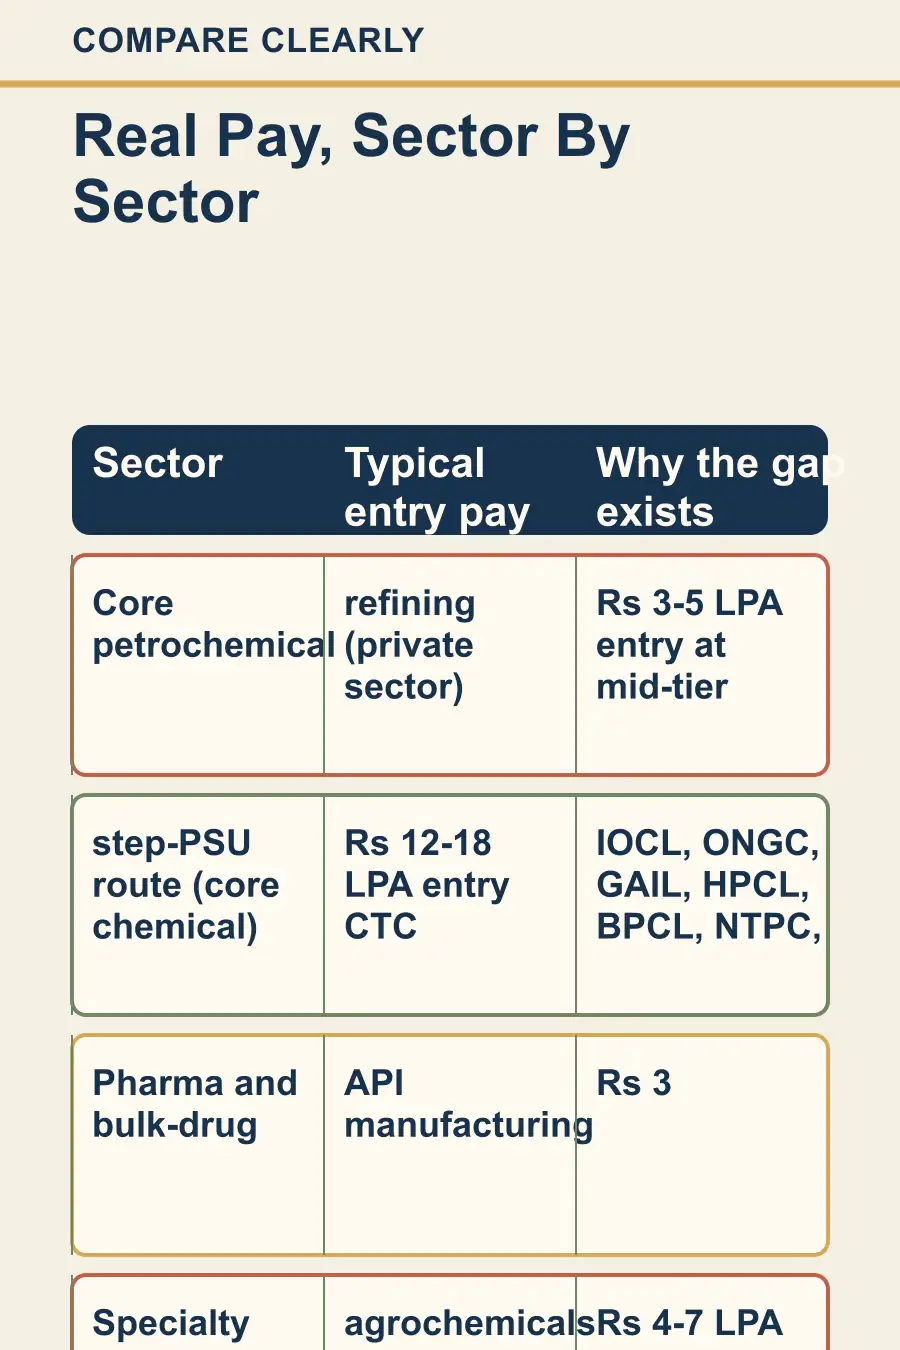 COMPARE CLEARLY
Real Pay, Sector By
Sector
Sector
Typical
entry pay
Why the gap
exists
Core
petrochemical
refining
(private
sector)
Rs 3-5 LPA
entry at
mid-tier
step-PSU
route (core
chemical)
Rs 12-18
LPA entry
CTC
IOCL, ONGC,
GAIL, HPCL,
BPCL, NTPC,
Pharma and
bulk-drug
API
manufacturing
Rs 3
Specialty
agrochemicals
Rs 4-7 LPA